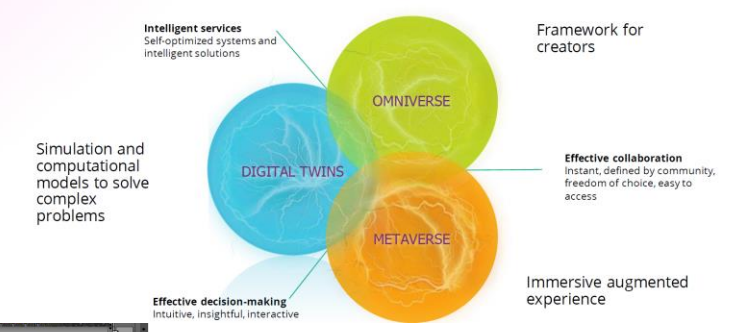 Intelligent services
Self-optimized systems and
intelligent solutions
Framework for
creators
OMNIVERSE
Simulation and
computational
models to solve
complex
problems
DIGITAL TWINS
Effective collaboration
Instant, defined by community,
freedom of choice, easy to
access
METAVERSE
Immersive augmented
experience
Effective decision-making
Intuitive, insightful, interactive